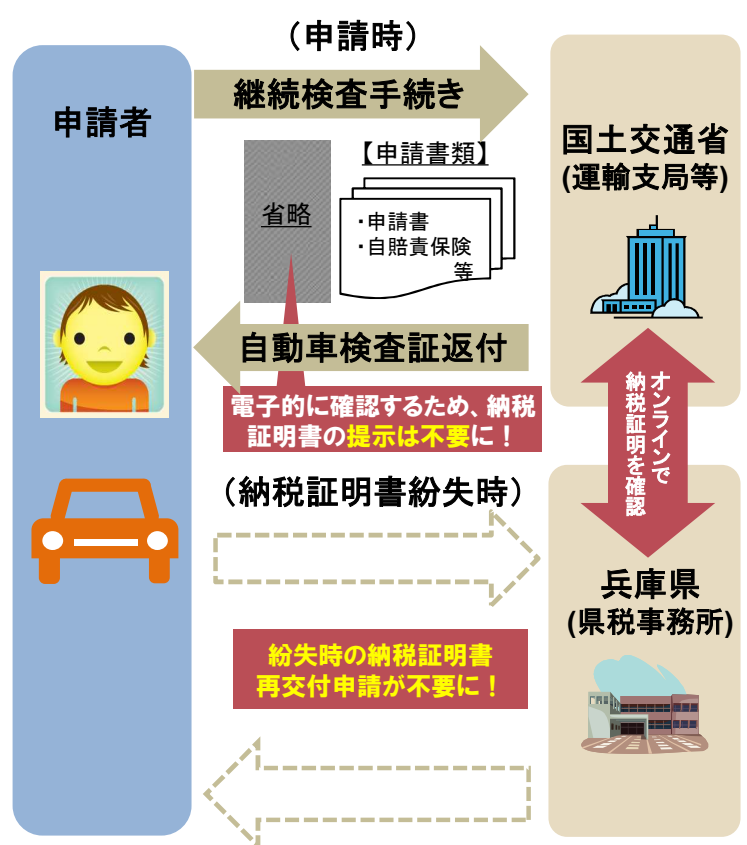 (申請時)
継続検査手続き
申請者
国土交通省
(運輸支局等)
【申請書類】
省略
・申請書
・自賠責保険
等
自動車検査証返付
電子的に確認するため、納税
証明書の提示は不要に！
オンラインで
納税証明を確認
(納税証明書紛失時)
兵庫県
(県税事務所)
紛失時の納税証明書
再交付申請が不要に！